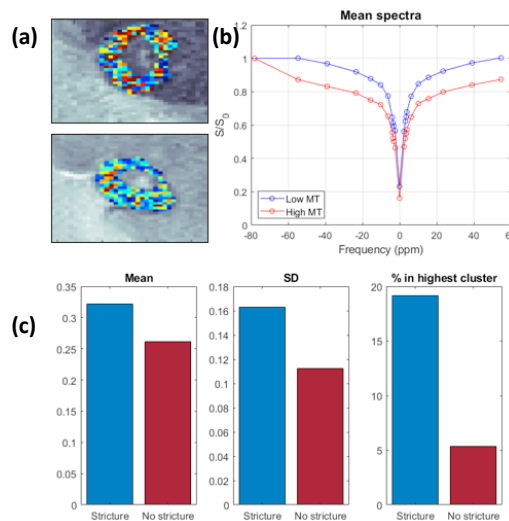 (a)
(b)
Mean spectra
1
0.8
0.6
0.4
0.2
0
S/S0
Low MT
High MT
-80 -60 -40 -20 0 20 40
Frequency (ppm)
(c)
Mean
0.35
0.3
0.25
0.2
0.15
0.1
0.05
0
Stricture No stricture
SD
0.18
0.16
0.14
0.12
0.1
0.08
0.06
0.04
0.02
0
Stricture No stricture
% in highest cluster
20
15
10
5
0
Stricture No stricture